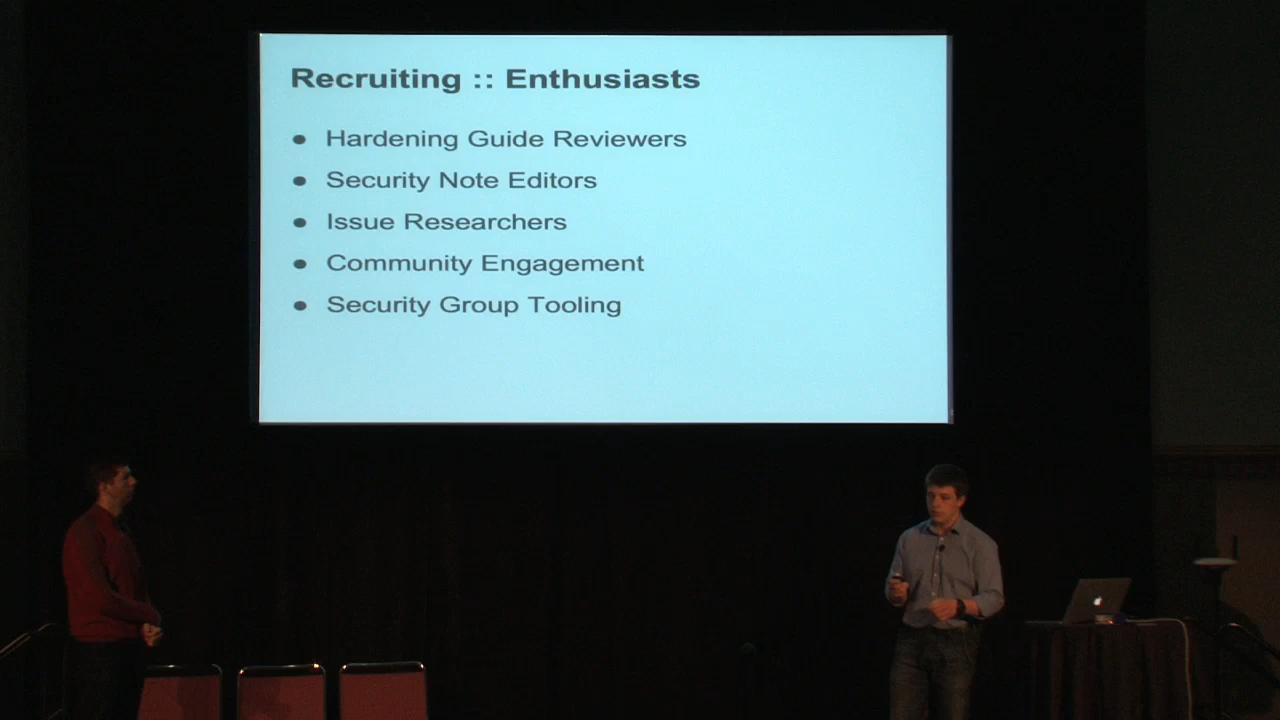 Recruiting :: Enthusiasts
● Hardening Guide Reviewers
● Security Note Editors
● Issue Researchers
● Community Engagement
● Security Group Tooling